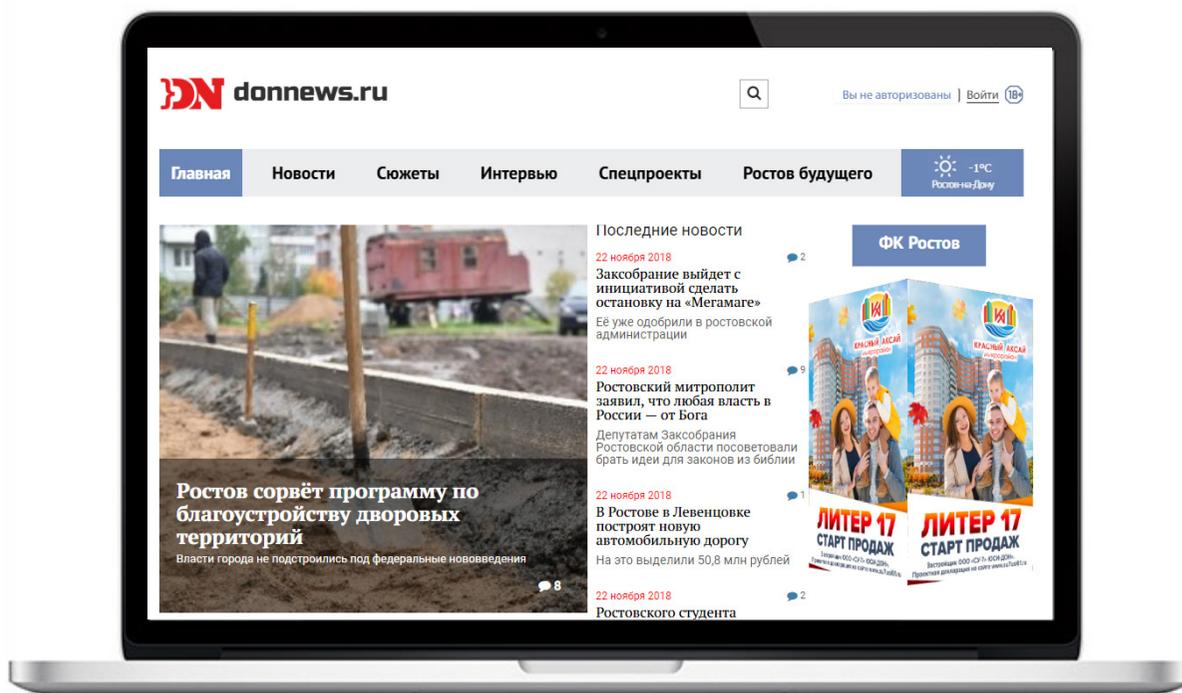 DN donnews.ru
Вы не авторизованы | Войти 18+
Главная Новости Сюжеты Интервью Спецпроекты Ростов будущего
-1°C
Ростов-на-Дону
Ростов сорвёт программу по
благоустройству дворовых
территорий
Власти города не подстроились под федеральные нововведения
8
Последние новости
22 ноября 2018 2
Заксобрание выйдет с
инициативой сделать
остановку на «Мегамаге»
Её уже одобрили в ростовской
администрации
22 ноября 2018 9
Ростовский митрополит
заявил, что любая власть в
России — от Бога
Депутатам Заксобрания
Ростовской области посоветовали
брать идеи для законов из библии
22 ноября 2018 1
В Ростове в Левенцовке
построят новую
автомобильную дорогу
На это выделили 50,8 млн рублей
22 ноября 2018 2
Ростовского студента
ФК Ростов
КРАСНЫЙ АКСАЙ
микрорайон
ЛИТЕР 17
СТАРТ ПРОДАЖ
КРАСНЫЙ АКСАЙ
микрорайон
ЛИТЕР 17
СТАРТ ПРОДАЖ